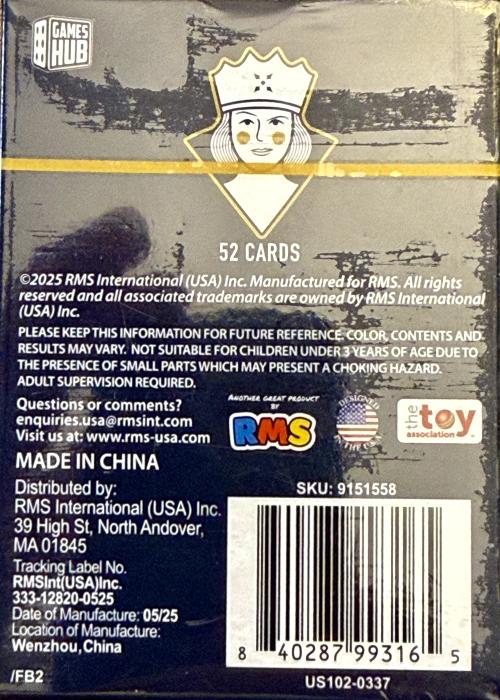 GAMES
HUB
52 CARDS
©2025 RMS International (USA) Inc. Manufactured for RMS. All rights
reserved and all associated trademarks are owned by RMS International
(USA) Inc.
PLEASE KEEP THIS INFORMATION FOR FUTURE REFERENCE. COLOR, CONTENTS AND
RESULTS MAY VARY. NOT SUITABLE FOR CHILDREN UNDER 3 YEARS OF AGE DUE TO
THE PRESENCE OF SMALL PARTS WHICH MAY PRESENT A CHOKING HAZARD.
ADULT SUPERVISION REQUIRED.
Questions or comments?
enquiries.usa@rmsint.com
Visit us at: www.rms-usa.com
ANOTHER GREAT PRODUCT
BY
RMS
DESIGNED
IN THE USA
the toy
association
MADE IN CHINA
Distributed by:
RMS International (USA) Inc.
39 High St, North Andover,
MA 01845
Tracking Label No.
RMSInt(USA)Inc.
333-12820-0525
Date of Manufacture: 05/25
Location of Manufacture:
Wenzhou,China
/FB2
SKU: 9151558
8 40287 99316 5
US102-0337